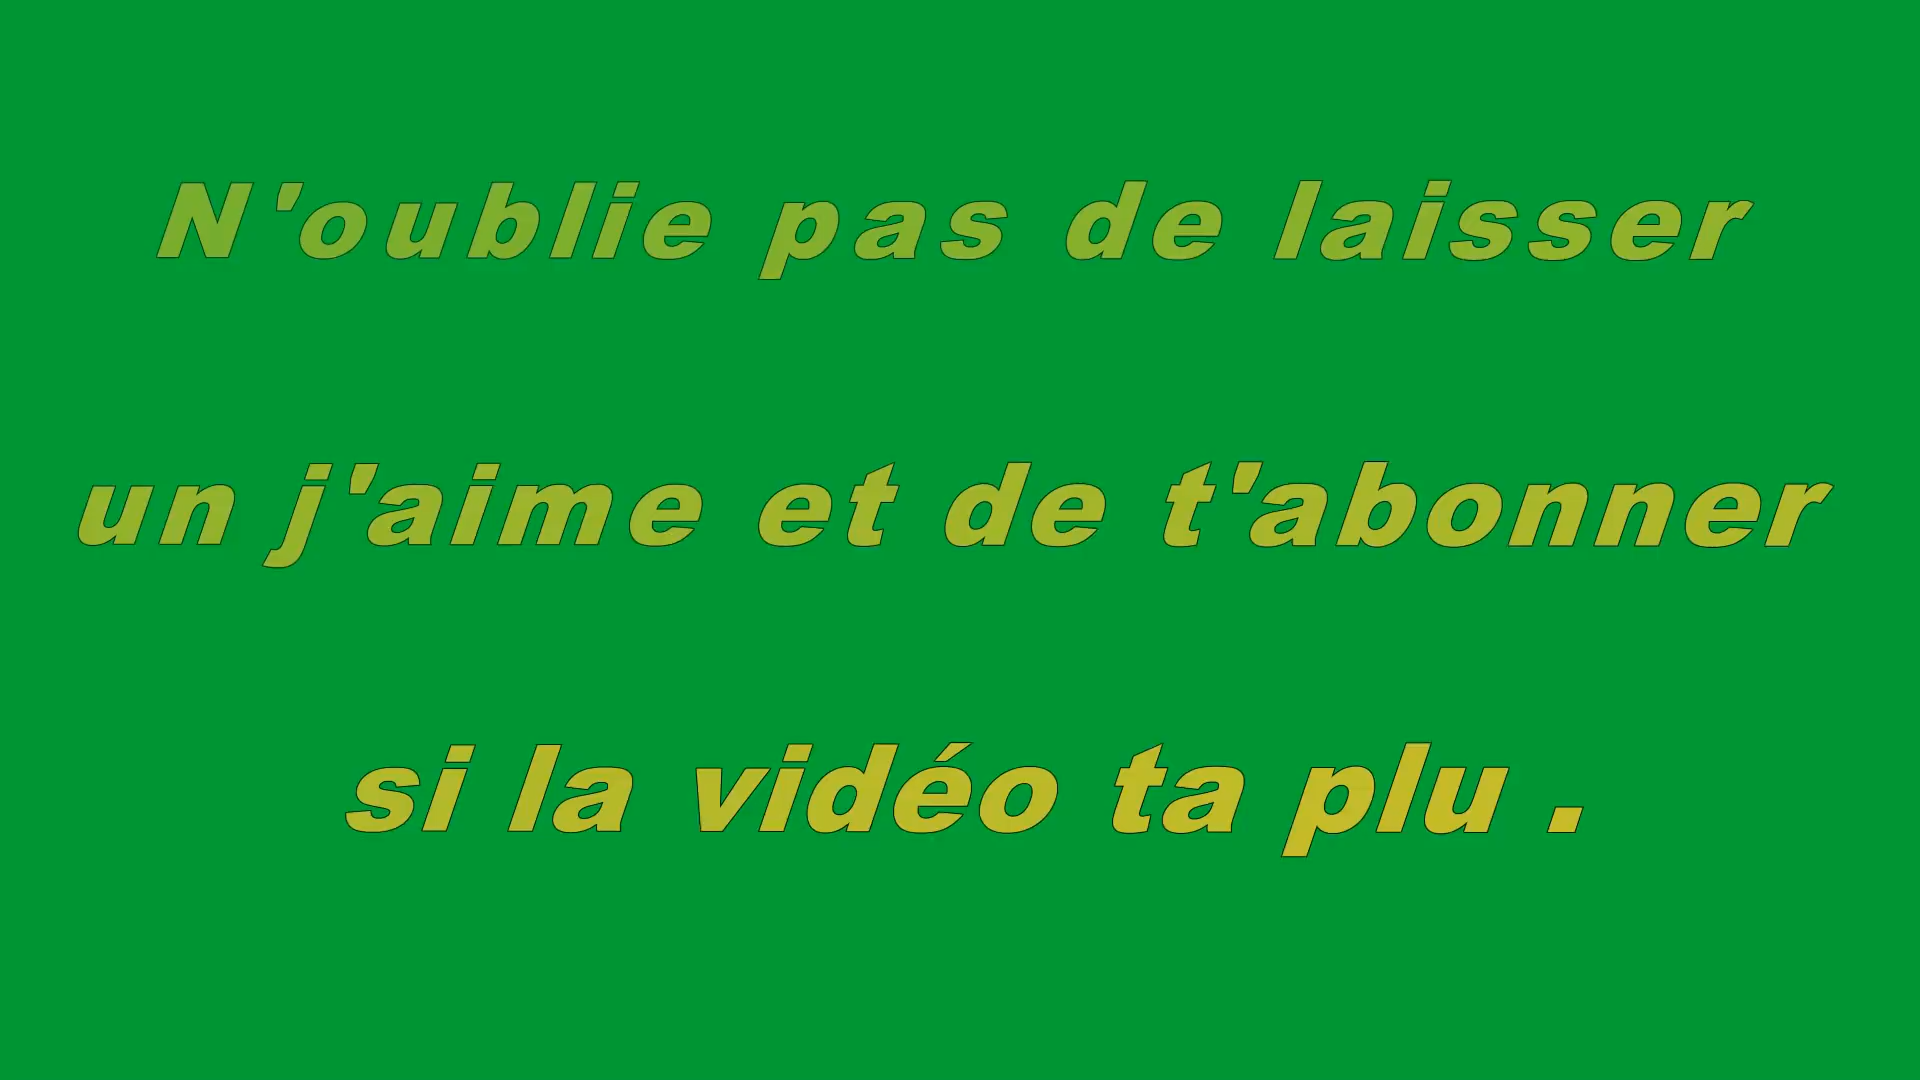 N'oublie pas de laisser
un j'aime et de t'abonner
si la vidéo ta plu .